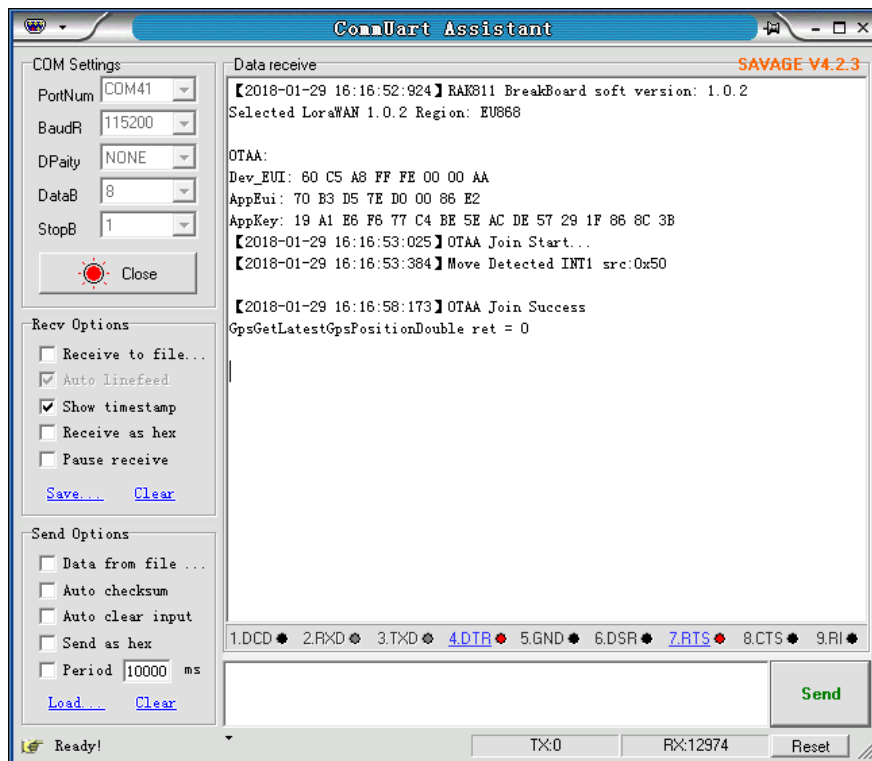 CommUart Assistant
COM Settings
PortNum COM41
BaudR 115200
DPaity NONE
DataB 8
StopB 1
Close
Recv Options
Receive to file...
Auto linefeed
Show timestamp
Receive as hex
Pause receive
Save... Clear
Send Options
Data from file ...
Auto checksum
Auto clear input
Send as hex
Period 10000 ms
Load... Clear
Data receive SAVAGE V4.2.3
【2018-01-29 16:16:52:924】RAK811 BreakBoard soft version: 1.0.2
Selected LoraWAN 1.0.2 Region: EU868
OTAA:
Dev_EUI: 60 C5 A8 FF FE 00 00 AA
AppEui: 70 B3 D5 7E D0 00 86 E2
AppKey: 19 A1 E6 F6 77 C4 BE 5E AC DE 57 29 1F 86 8C 3B
【2018-01-29 16:16:53:025】OTAA Join Start...
【2018-01-29 16:16:53:384】Move Detected INT1 src:0x50
【2018-01-29 16:16:58:173】OTAA Join Success
GpsGetLatestGpsPositionDouble ret = 0
1.DCD 2.RXD 3.TXD 4.DTR 5.GND 6.DSR 7.RTS 8.CTS 9.RI
Send
Ready! TX:0 RX:12974 Reset